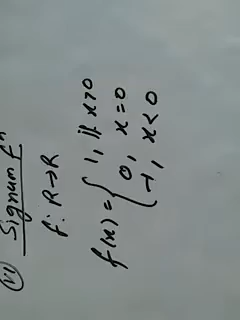 (ii) Signum fⁿ
f: R→R
f(x) = { 1, if x>0
0, x=0
-1, x<0